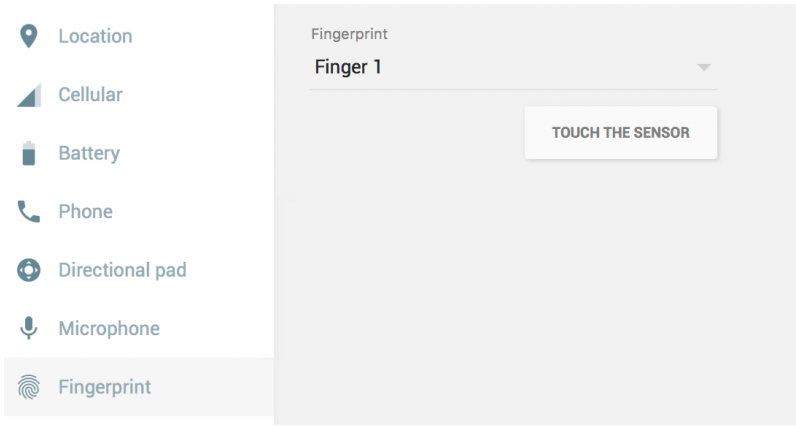 Location
Cellular
Battery
Phone
Directional pad
Microphone
Fingerprint
Fingerprint
Finger 1
TOUCH THE SENSOR